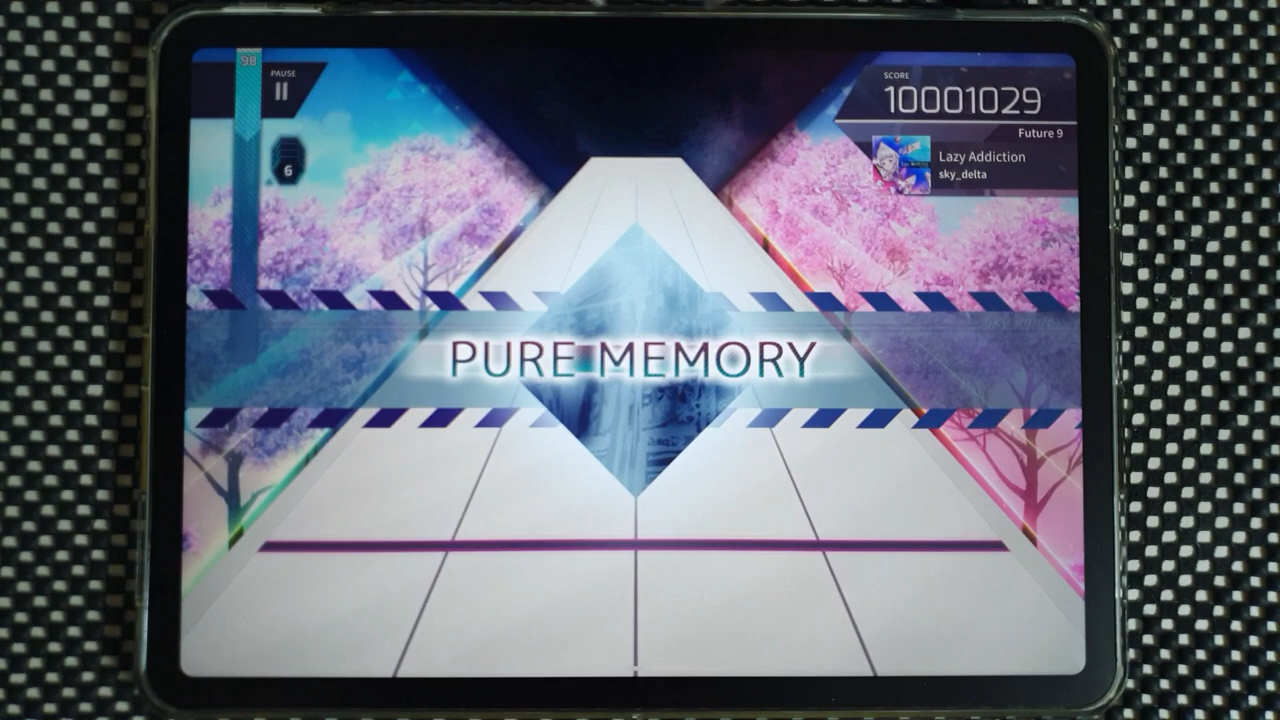 98
PAUSE
6
SCORE
10001029
Future 9
Lazy Addiction
sky_delta
PURE MEMORY